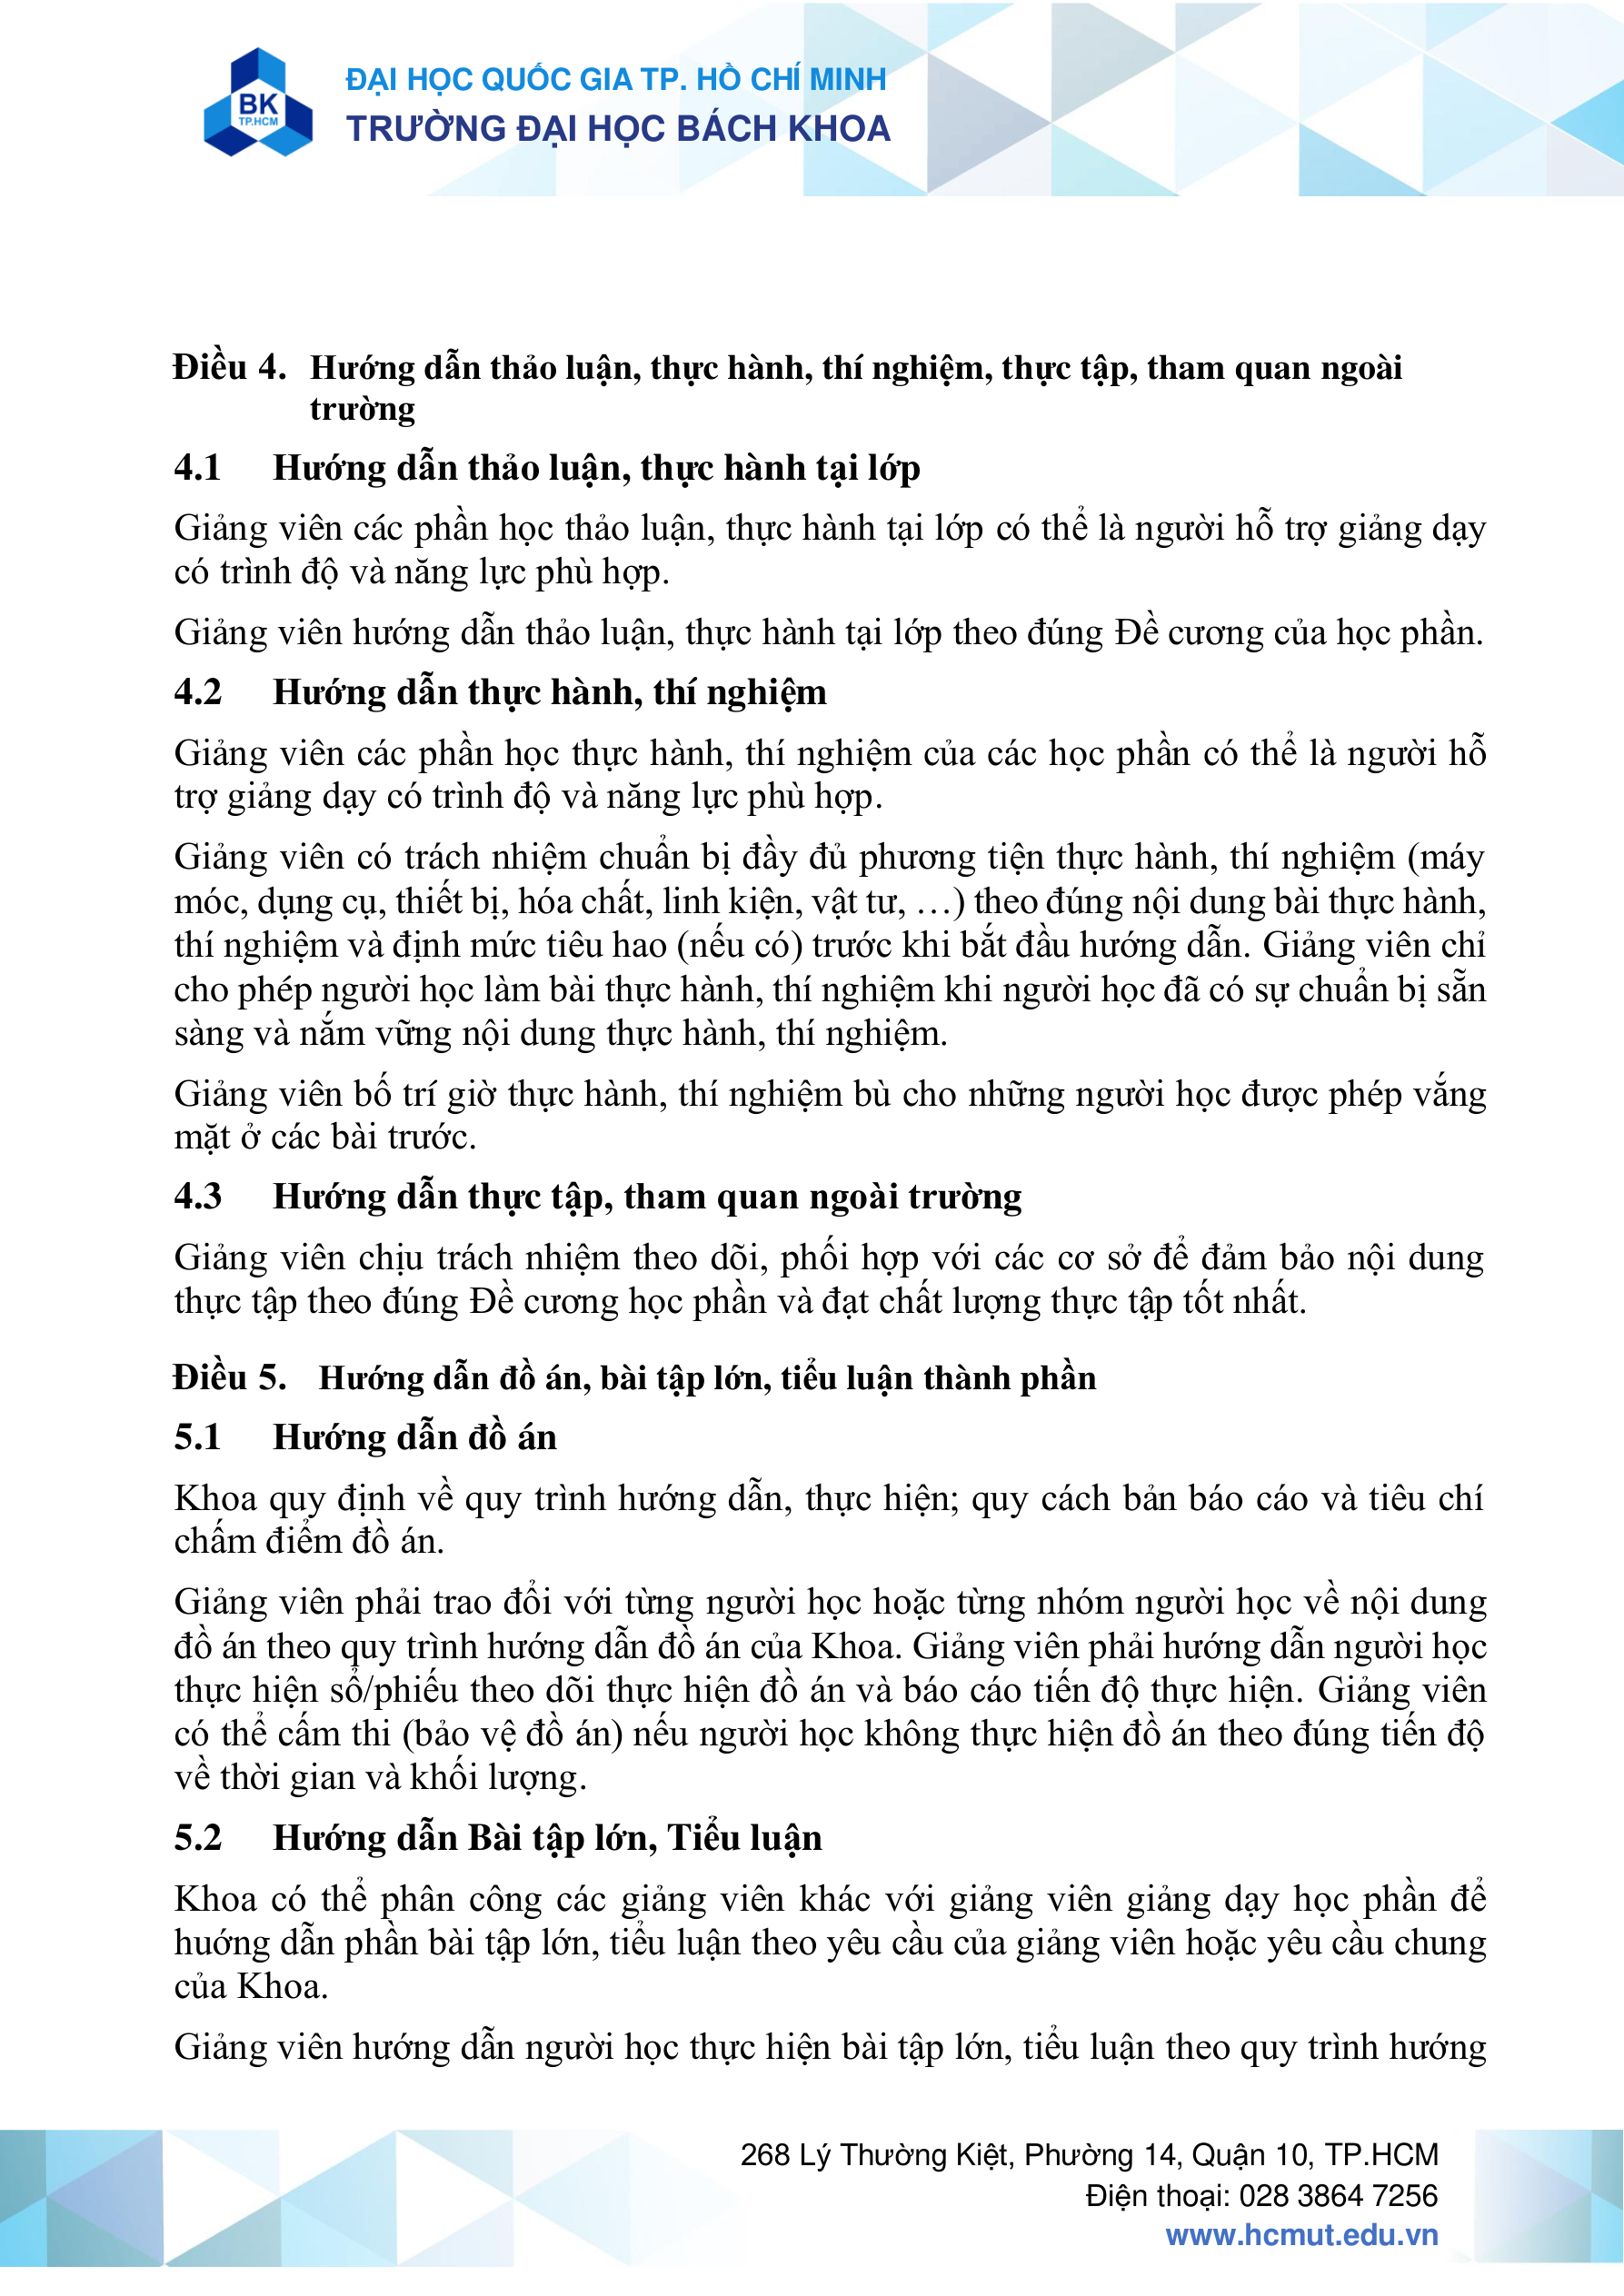 BK
TP.HCM
ĐẠI HỌC QUỐC GIA TP. HỒ CHÍ MINH
TRƯỜNG ĐẠI HỌC BÁCH KHOA
Điều 4. Hướng dẫn thảo luận, thực hành, thí nghiệm, thực tập, tham quan ngoài
trường
4.1 Hướng dẫn thảo luận, thực hành tại lớp
Giảng viên các phần học thảo luận, thực hành tại lớp có thể là người hỗ trợ giảng dạy
có trình độ và năng lực phù hợp.
Giảng viên hướng dẫn thảo luận, thực hành tại lớp theo đúng Đề cương của học phần.
4.2 Hướng dẫn thực hành, thí nghiệm
Giảng viên các phần học thực hành, thí nghiệm của các học phần có thể là người hỗ
trợ giảng dạy có trình độ và năng lực phù hợp.
Giảng viên có trách nhiệm chuẩn bị đầy đủ phương tiện thực hành, thí nghiệm (máy
móc, dụng cụ, thiết bị, hóa chất, linh kiện, vật tư, …) theo đúng nội dung bài thực hành,
thí nghiệm và định mức tiêu hao (nếu có) trước khi bắt đầu hướng dẫn. Giảng viên chỉ
cho phép người học làm bài thực hành, thí nghiệm khi người học đã có sự chuẩn bị sẵn
sàng và nắm vững nội dung thực hành, thí nghiệm.
Giảng viên bố trí giờ thực hành, thí nghiệm bù cho những người học được phép vắng
mặt ở các bài trước.
4.3 Hướng dẫn thực tập, tham quan ngoài trường
Giảng viên chịu trách nhiệm theo dõi, phối hợp với các cơ sở để đảm bảo nội dung
thực tập theo đúng Đề cương học phần và đạt chất lượng thực tập tốt nhất.
Điều 5. Hướng dẫn đồ án, bài tập lớn, tiểu luận thành phần
5.1 Hướng dẫn đồ án
Khoa quy định về quy trình hướng dẫn, thực hiện; quy cách bản báo cáo và tiêu chí
chấm điểm đồ án.
Giảng viên phải trao đổi với từng người học hoặc từng nhóm người học về nội dung
đồ án theo quy trình hướng dẫn đồ án của Khoa. Giảng viên phải hướng dẫn người học
thực hiện sổ/phiếu theo dõi thực hiện đồ án và báo cáo tiến độ thực hiện. Giảng viên
có thể cấm thi (bảo vệ đồ án) nếu người học không thực hiện đồ án theo đúng tiến độ
về thời gian và khối lượng.
5.2 Hướng dẫn Bài tập lớn, Tiểu luận
Khoa có thể phân công các giảng viên khác với giảng viên giảng dạy học phần để
huớng dẫn phần bài tập lớn, tiểu luận theo yêu cầu của giảng viên hoặc yêu cầu chung
của Khoa.
Giảng viên hướng dẫn người học thực hiện bài tập lớn, tiểu luận theo quy trình hướng
268 Lý Thường Kiệt, Phường 14, Quận 10, TP.HCM
Điện thoại: 028 3864 7256
www.hcmut.edu.vn